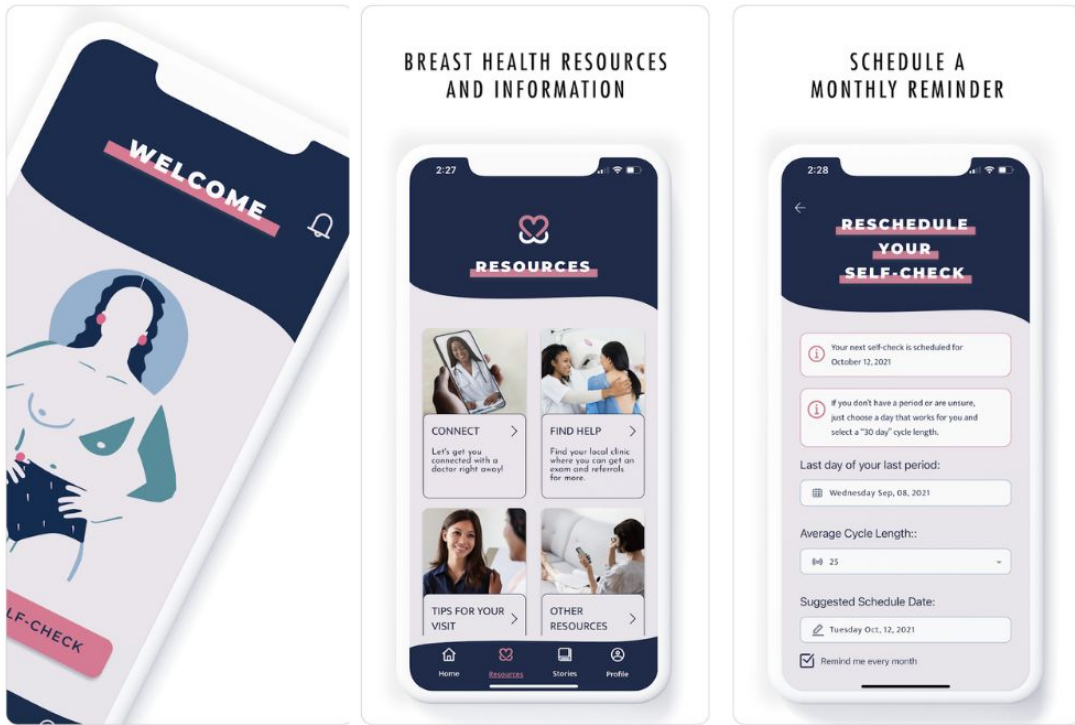 WELCOME
LF-CHECK
BREAST HEALTH RESOURCES
AND INFORMATION
2:27
RESOURCES
CONNECT >
Let's get you
connected with a
doctor right away!
FIND HELP >
Find your local clinic
where you can get an
exam and referrals
for more.
TIPS FOR YOUR
VISIT >
OTHER
RESOURCES >
Home
Resources
Stories
Profile
SCHEDULE A
MONTHLY REMINDER
2:28
RESCHEDULE
YOUR
SELF-CHECK
Your next self-check is scheduled for
October 12, 2021
If you don't have a period or are unsure,
just choose a day that works for you and
select a "30 day" cycle length.
Last day of your last period:
Wednesday Sep, 08, 2021
Average Cycle Length::
25
Suggested Schedule Date:
Tuesday Oct, 12, 2021
Remind me every month